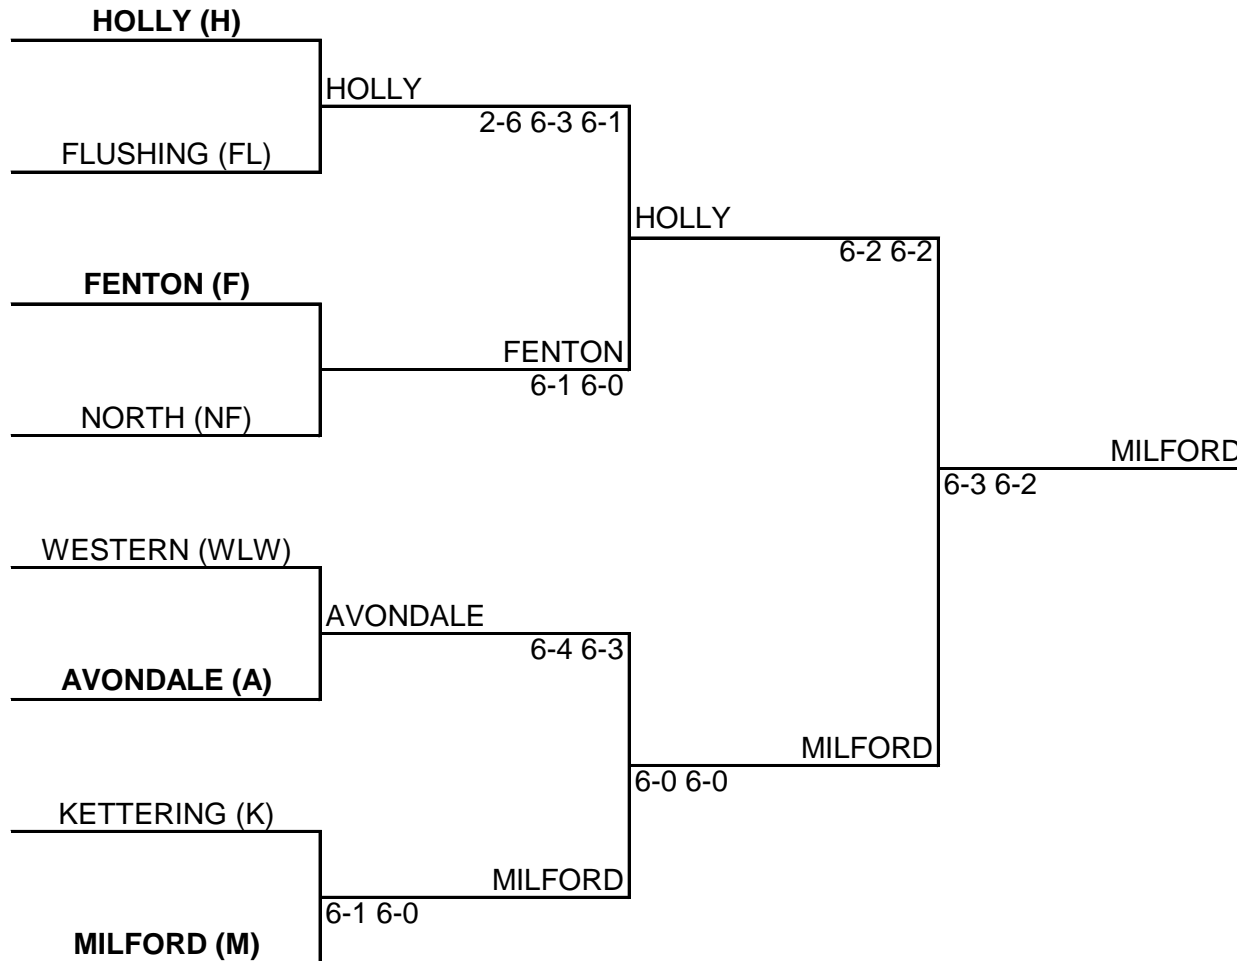 HOLLY (H)
HOLLY
2-6 6-3 6-1
FLUSHING (FL)
HOLLY
6-2 6-2
FENTON (F)
FENTON
6-1 6-0
NORTH (NF)
MILFORD
6-3 6-2
WESTERN (WLW)
AVONDALE
6-4 6-3
AVONDALE (A)
MILFORD
6-0 6-0
KETTERING (K)
MILFORD
6-1 6-0
MILFORD (M)